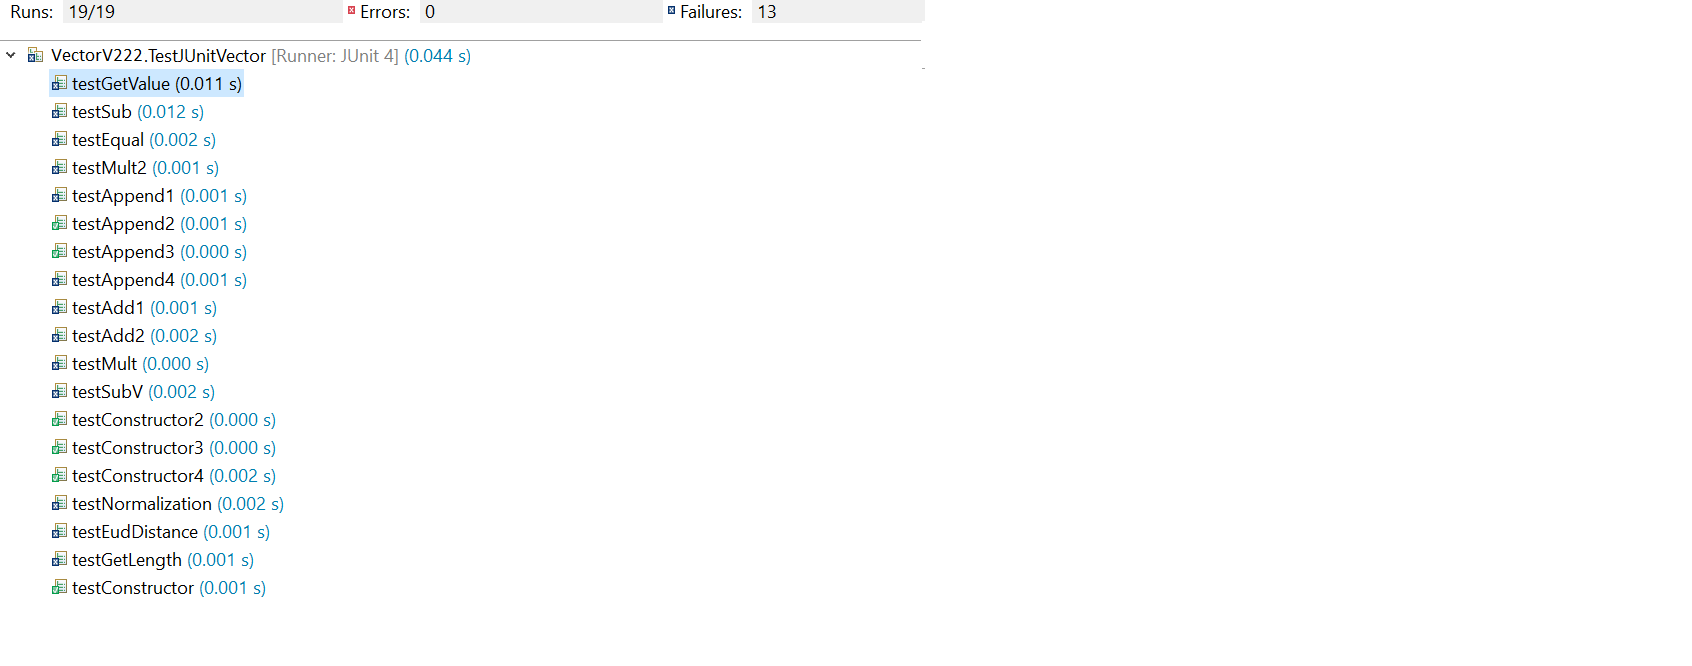 Runs: 19/19 Errors: 0 Failures: 13
VectorV222.TestJUnitVector [Runner: JUnit 4] (0.044 s)
testGetValue (0.011 s)
testSub (0.012 s)
testEqual (0.002 s)
testMult2 (0.001 s)
testAppend1 (0.001 s)
testAppend2 (0.001 s)
testAppend3 (0.000 s)
testAppend4 (0.001 s)
testAdd1 (0.001 s)
testAdd2 (0.002 s)
testMult (0.000 s)
testSubV (0.002 s)
testConstructor2 (0.000 s)
testConstructor3 (0.000 s)
testConstructor4 (0.002 s)
testNormalization (0.002 s)
testEudDistance (0.001 s)
testGetLength (0.001 s)
testConstructor (0.001 s)